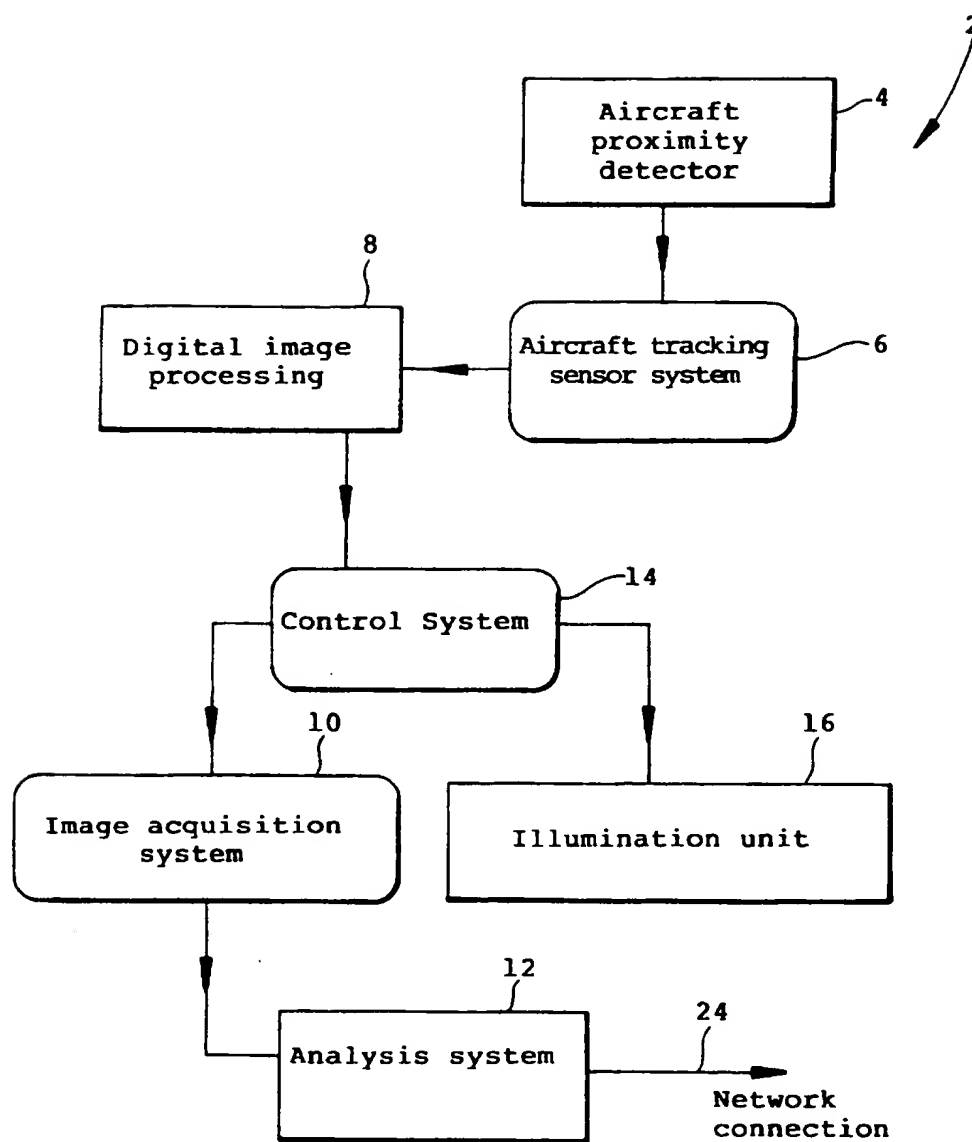 2
4
Aircraft
proximity
detector
8
Digital image
processing
Aircraft tracking
sensor system
6
14
Control System
10
16
Image acquisition
system
Illumination unit
12
24
Analysis system
Network
connection